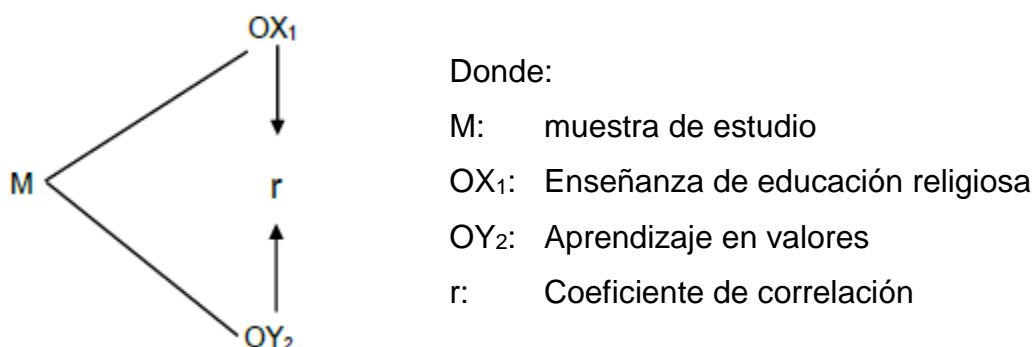 OX₁
M
r
OY₂
Donde:
M: muestra de estudio
OX₁: Enseñanza de educación religiosa
OY₂: Aprendizaje en valores
r: Coeficiente de correlación